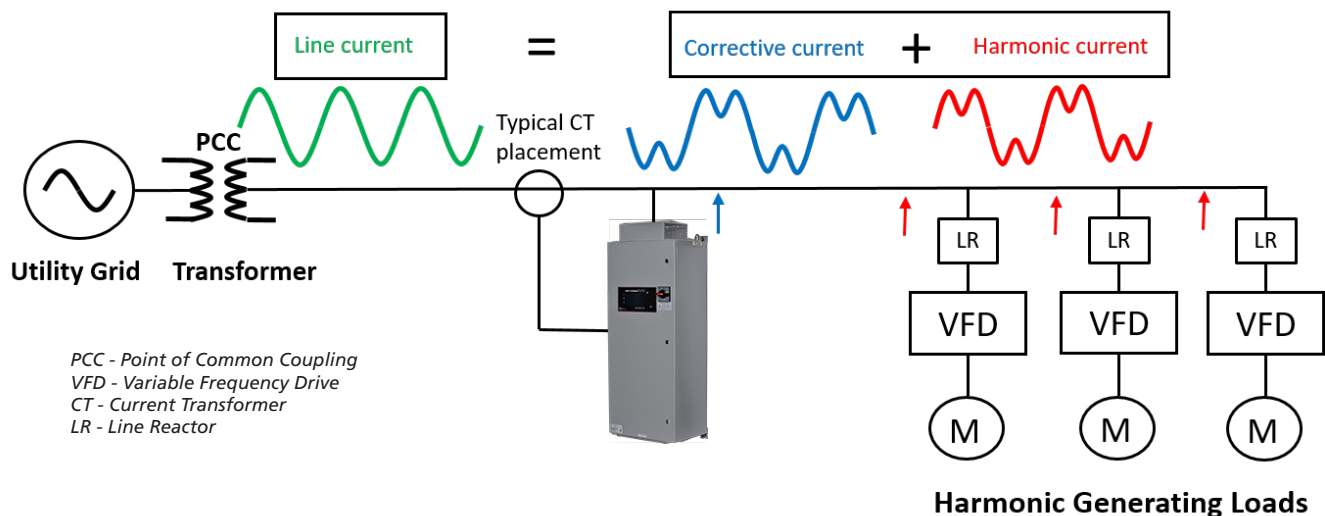 Line current
=
Corrective current
+
Harmonic current
Typical CT
placement
PCC
Utility Grid
Transformer
LR
LR
LR
VFD
VFD
VFD
M
M
M
PCC - Point of Common Coupling
VFD - Variable Frequency Drive
CT - Current Transformer
LR - Line Reactor
Harmonic Generating Loads